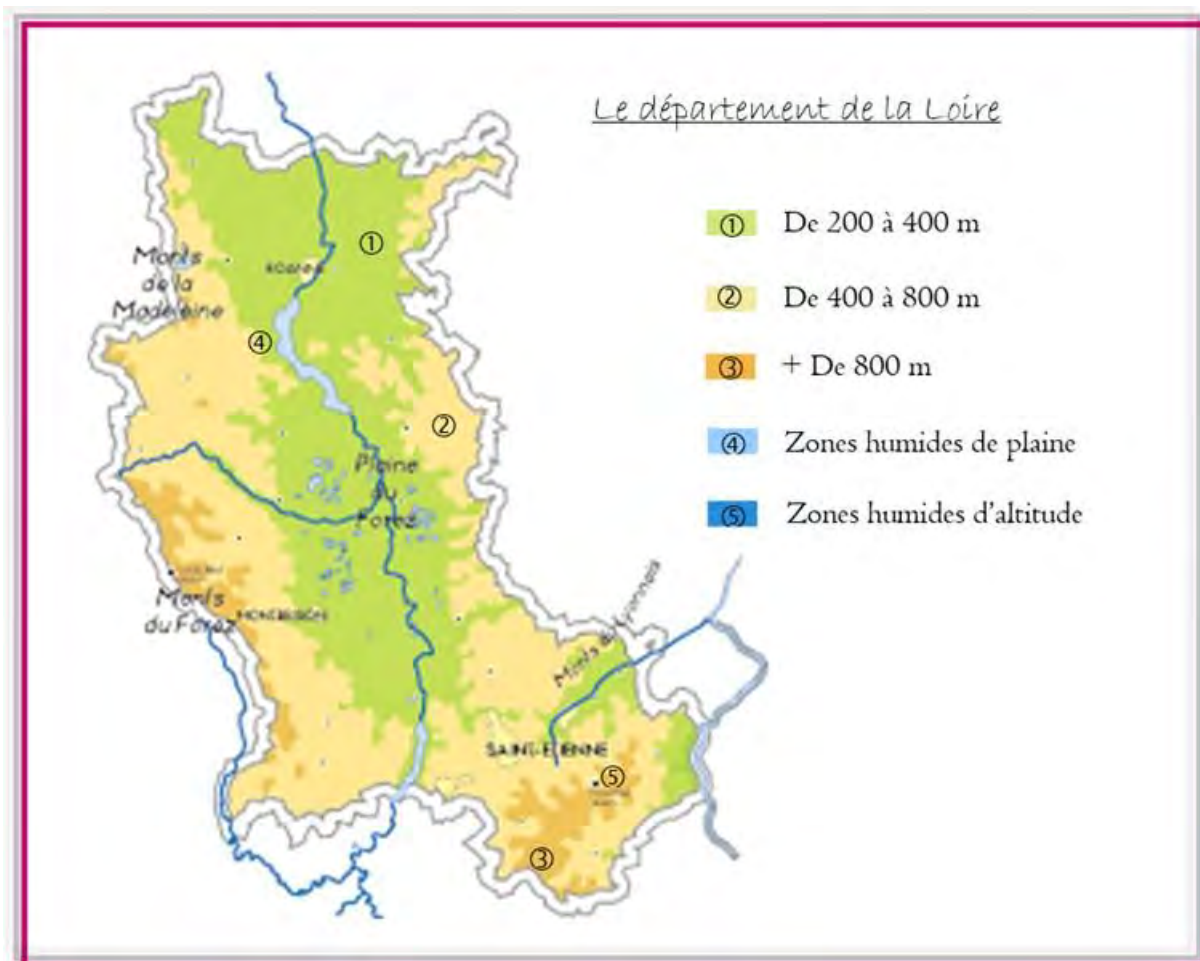 Le département de la Loire
① De 200 à 400 m
② De 400 à 800 m
③ + De 800 m
④ Zones humides de plaine
⑤ Zones humides d'altitude
①
ROANNE
Monts
de la
Madeleine
④
②
Plaine
du
Forez
Monts
du Forez
MONTBRISON
Monts du Lyonnais
SAINT-ETIENNE
⑤
③